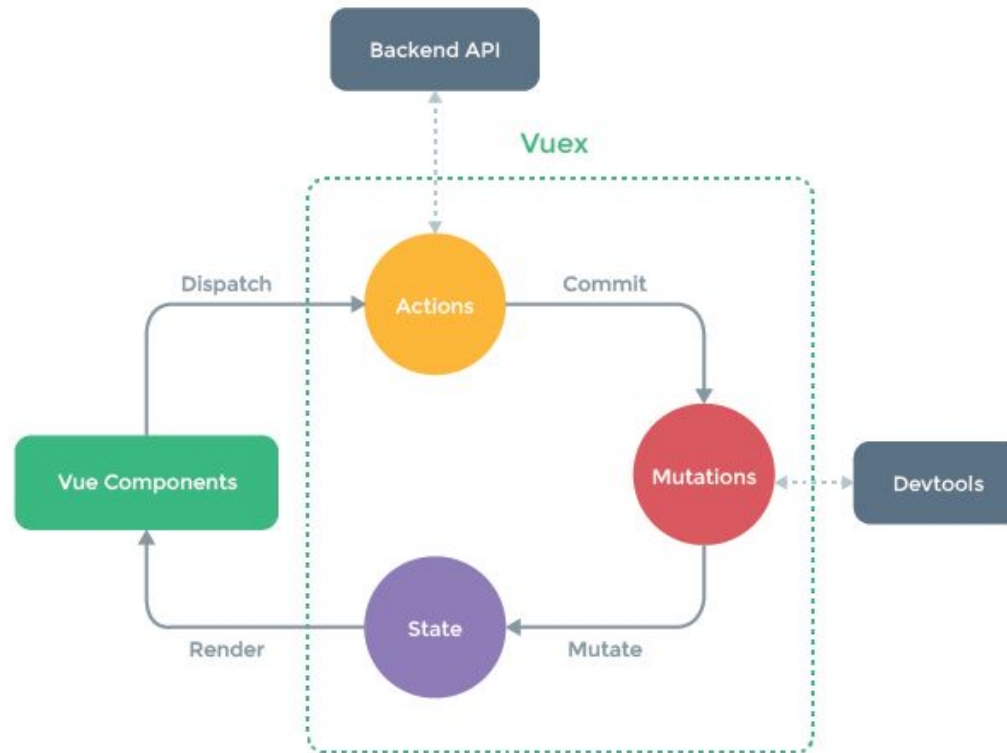 Backend API
Vuex
Dispatch
Actions
Commit
Vue Components
Mutations
Devtools
Render
State
Mutate